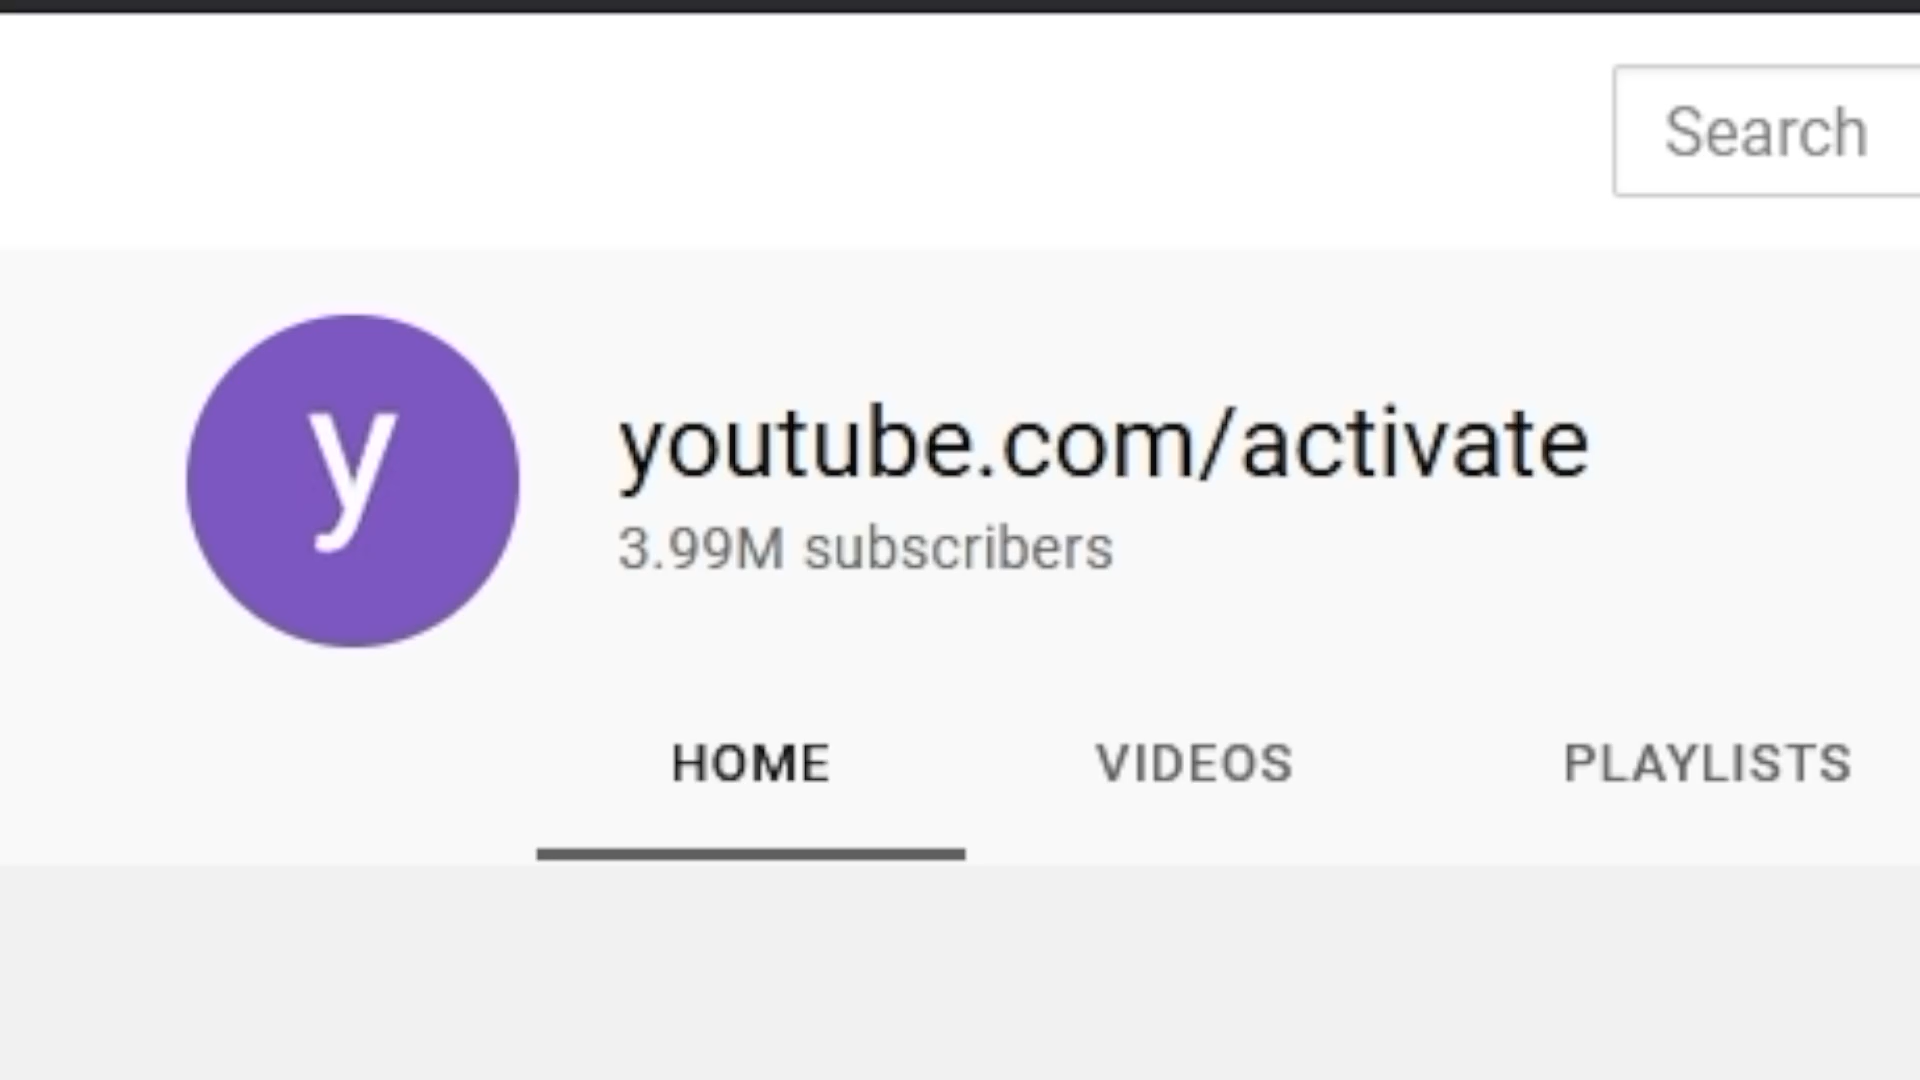 Search
y
youtube.com/activate
3.99M subscribers
HOME VIDEOS PLAYLISTS